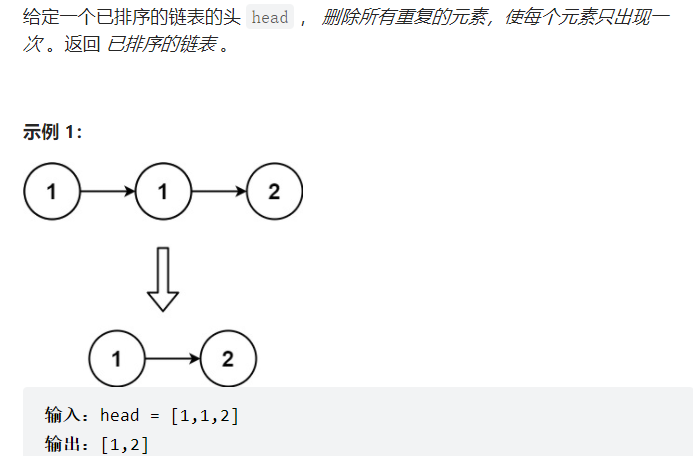 给定一个已排序的链表的头 head ， 删除所有重复的元素，使每个元素只出现一
次 。返回 已排序的链表 。
示例 1：
1 1 2
1 2
输入：head = [1,1,2]
输出：[1,2]